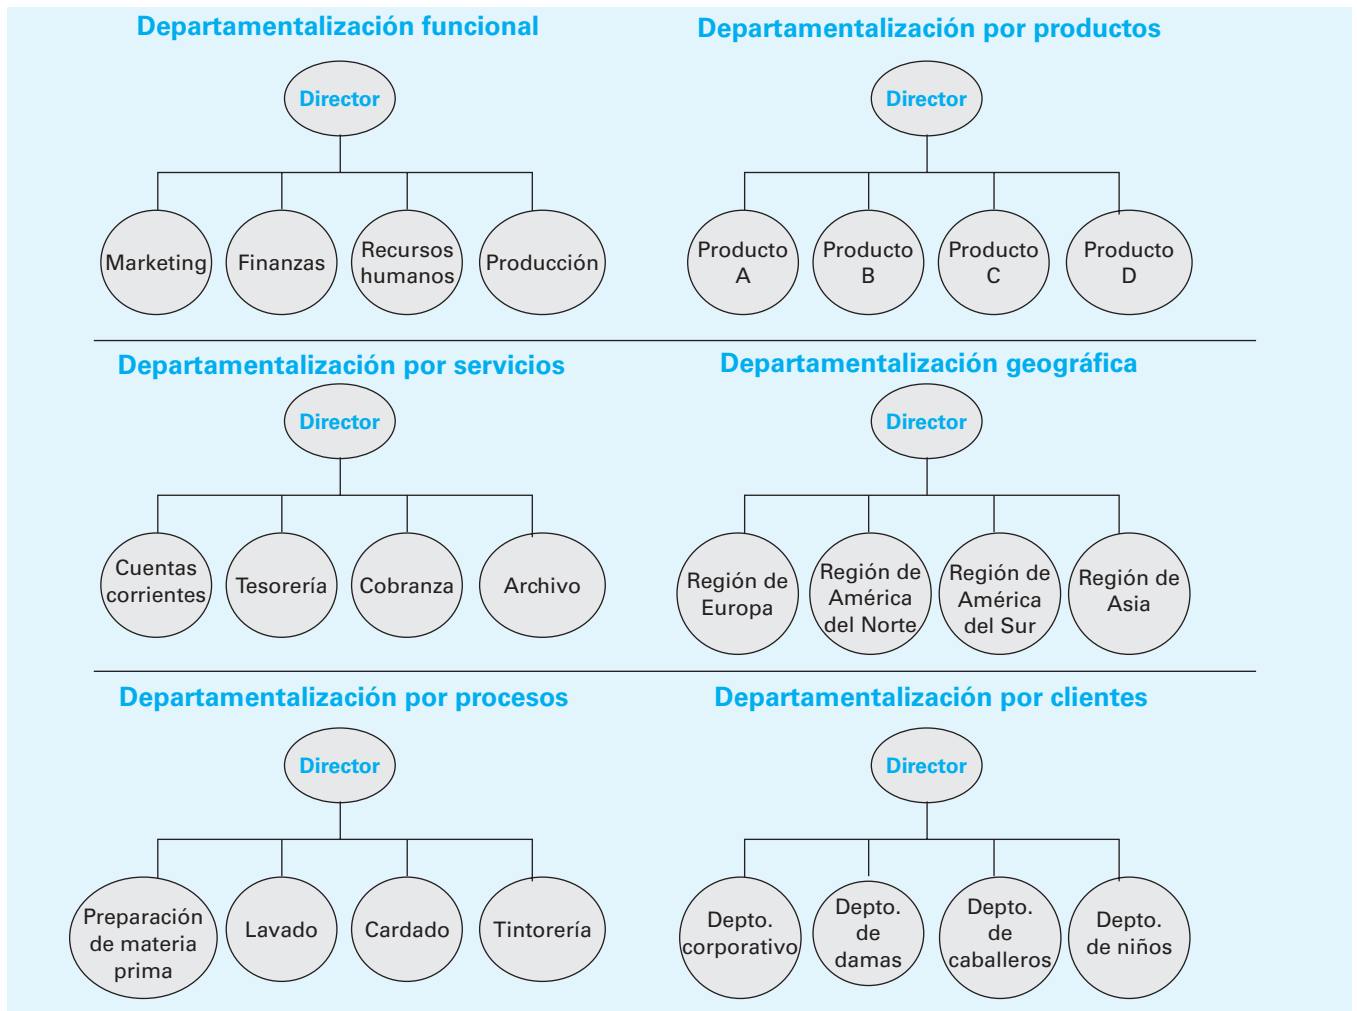 Departamentalización funcional
Director
Marketing
Finanzas
Recursos
humanos
Producción
Departamentalización por productos
Director
Producto
A
Producto
B
Producto
C
Producto
D
Departamentalización por servicios
Director
Cuentas
corrientes
Tesorería
Cobranza
Archivo
Departamentalización geográfica
Director
Región de
Europa
Región de
América
del Norte
Región de
América
del Sur
Región de
Asia
Departamentalización por procesos
Director
Preparación
de materia
prima
Lavado
Cardado
Tintorería
Departamentalización por clientes
Director
Depto.
corporativo
Depto.
de
damas
Depto.
de
caballeros
Depto.
de niños